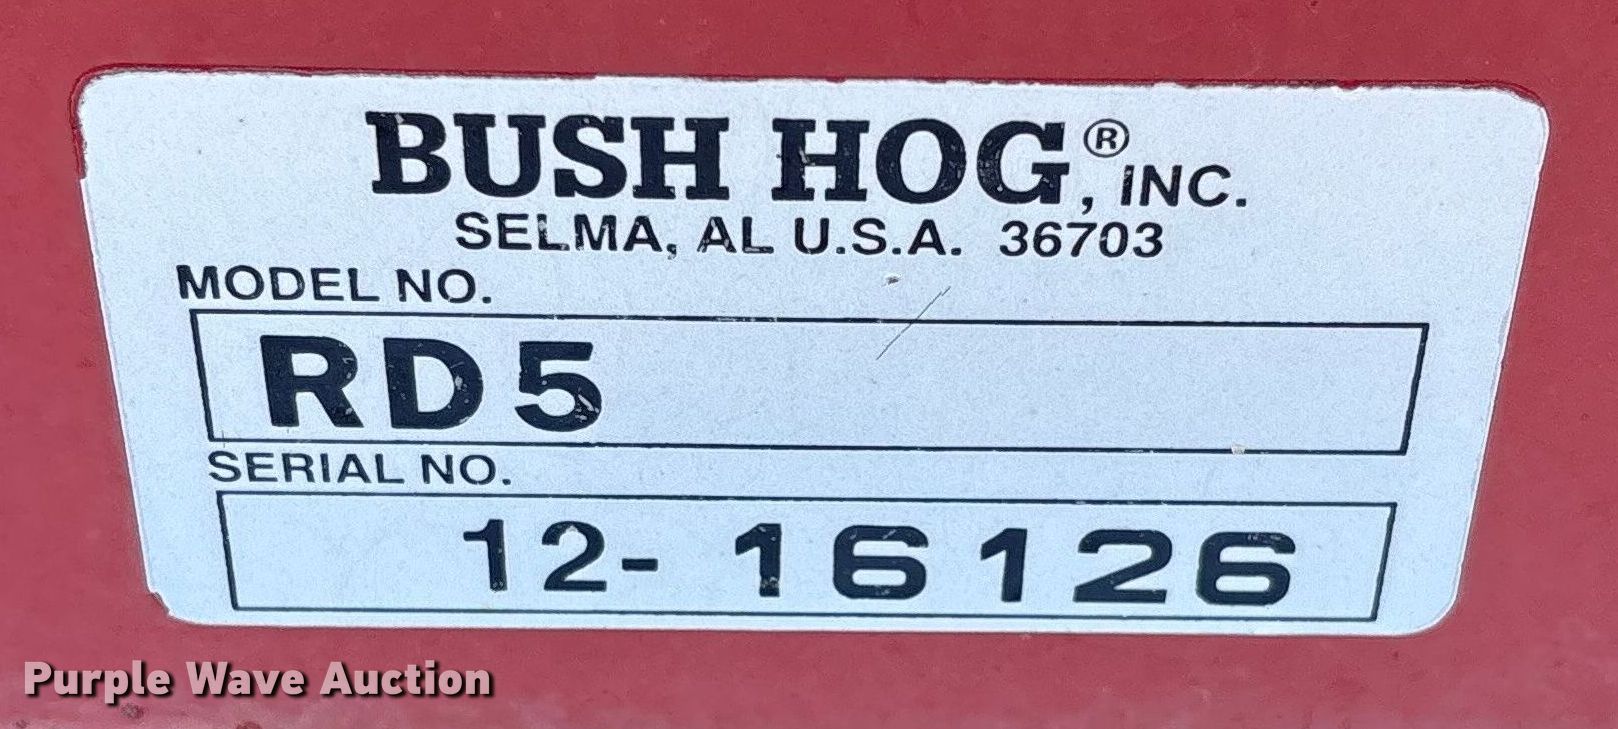 BUSH HOG®, INC.
SELMA, AL U.S.A. 36703
MODEL NO.
RD5
SERIAL NO.
12-16126
Purple Wave Auction